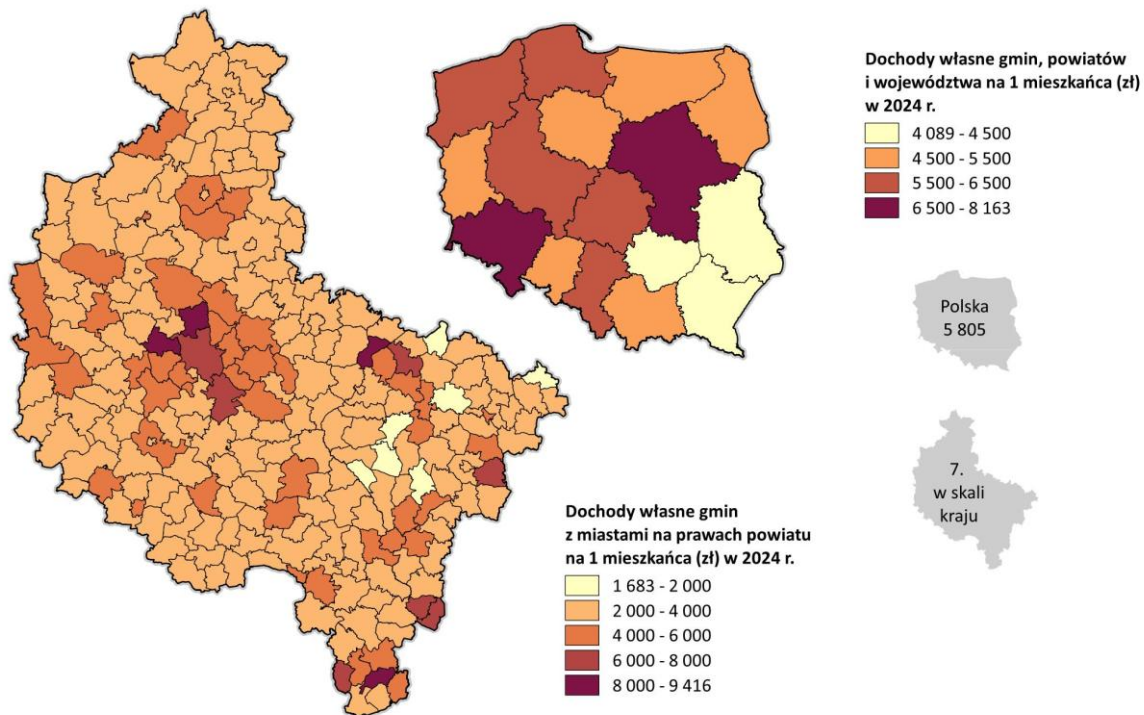 Dochody własne gmin, powiatów
i województwa na 1 mieszkańca (zł)
w 2024 r.
4 089 - 4 500
4 500 - 5 500
5 500 - 6 500
6 500 - 8 163
Polska
5 805
7.
w skali
kraju
Dochody własne gmin
z miastami na prawach powiatu
na 1 mieszkańca (zł) w 2024 r.
1 683 - 2 000
2 000 - 4 000
4 000 - 6 000
6 000 - 8 000
8 000 - 9 416